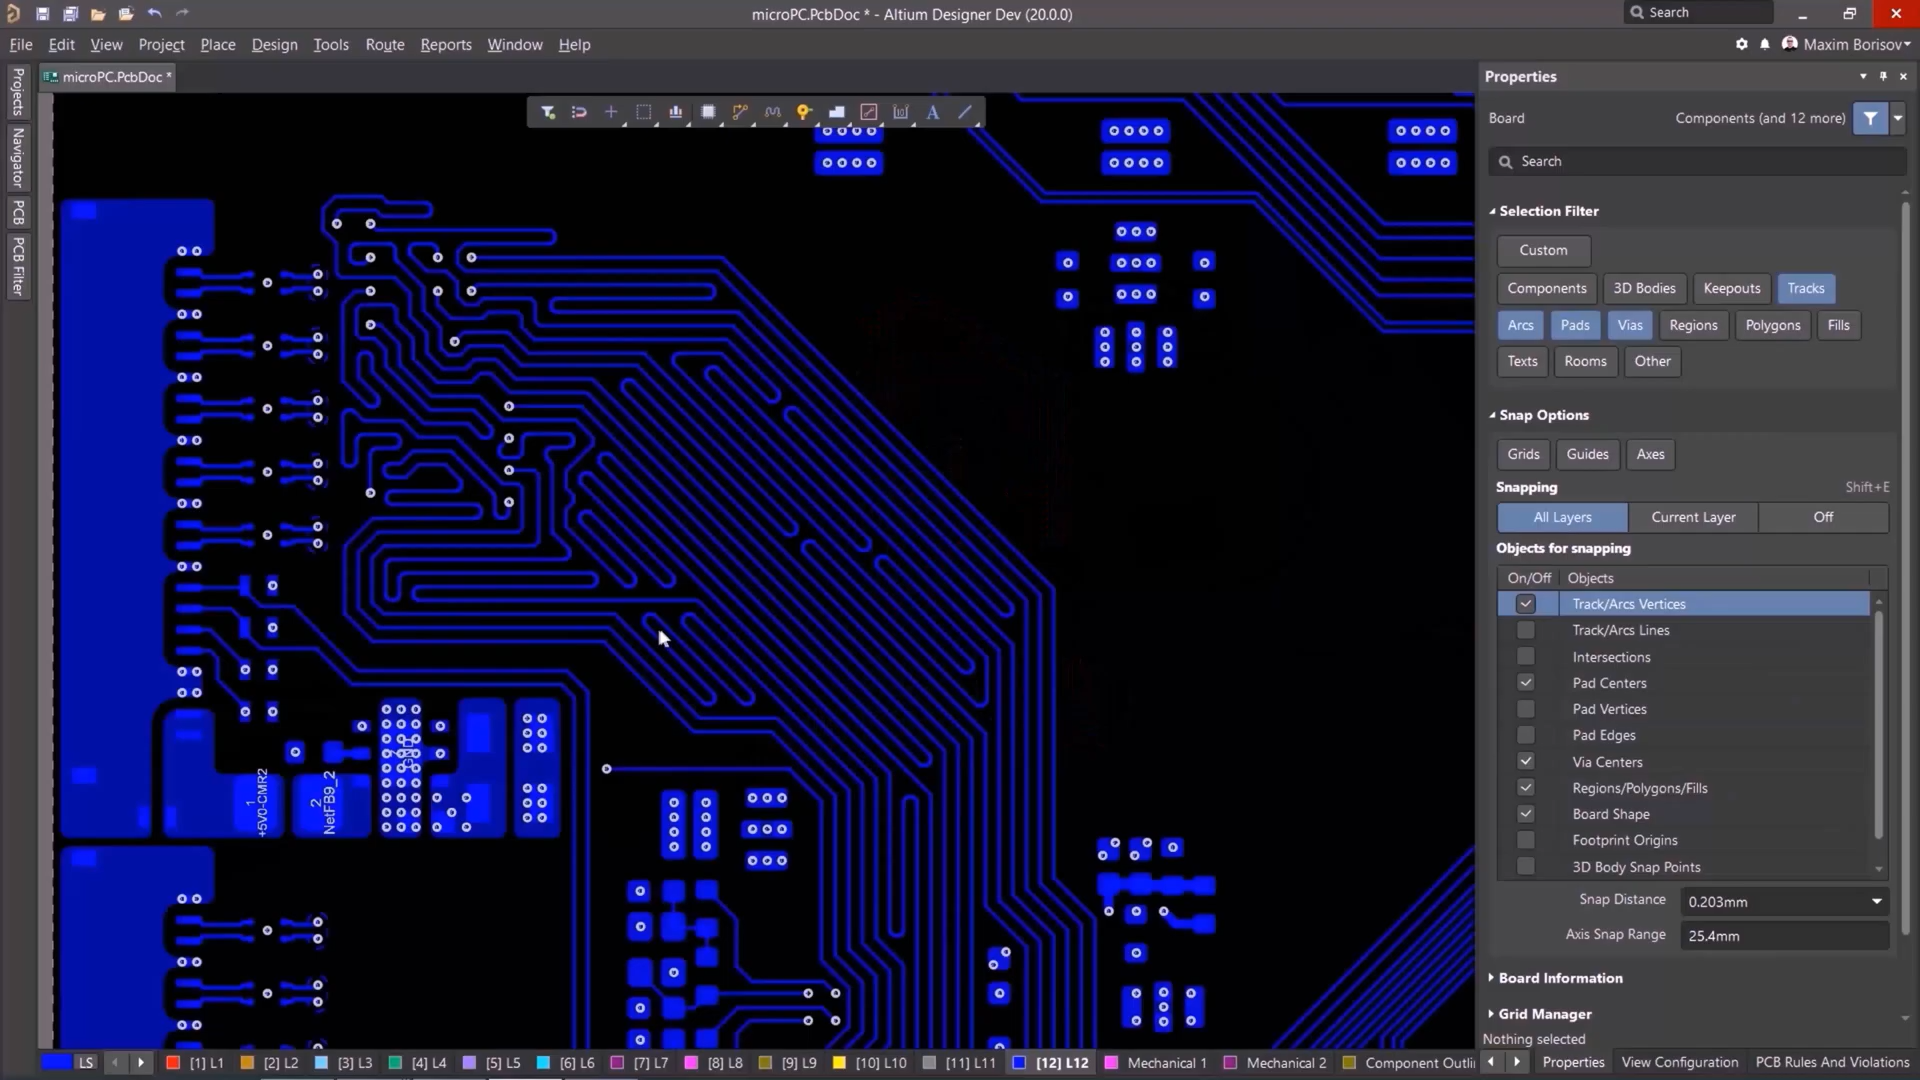 microPC.PcbDoc * - Altium Designer Dev (20.0.0)
Search
File Edit View Project Place Design Tools Route Reports Window Help
Maxim Borisov
microPC.PcbDoc *
Projects
Navigator
PCB
PCB Filter
Properties
Board
Components (and 12 more)
Search
Selection Filter
Custom
Components 3D Bodies Keepouts Tracks
Arcs Pads Vias Regions Polygons Fills
Texts Rooms Other
Snap Options
Grids Guides Axes
Snapping Shift+E
All Layers Current Layer Off
Objects for snapping
On/Off Objects
Track/Arcs Vertices
Track/Arcs Lines
Intersections
Pad Centers
Pad Vertices
Pad Edges
Via Centers
Regions/Polygons/Fills
Board Shape
Footprint Origins
3D Body Snap Points
Snap Distance 0.203mm
Axis Snap Range 25.4mm
Board Information
Grid Manager
Nothing selected
GND
1
+5V0-CMR2
2
NetFB9_2
LS [1] L1 [2] L2 [3] L3 [4] L4 [5] L5 [6] L6 [7] L7 [8] L8 [9] L9 [10] L10 [11] L11 [12] L12 Mechanical 1 Mechanical 2 Component Outli
Properties View Configuration PCB Rules And Violations